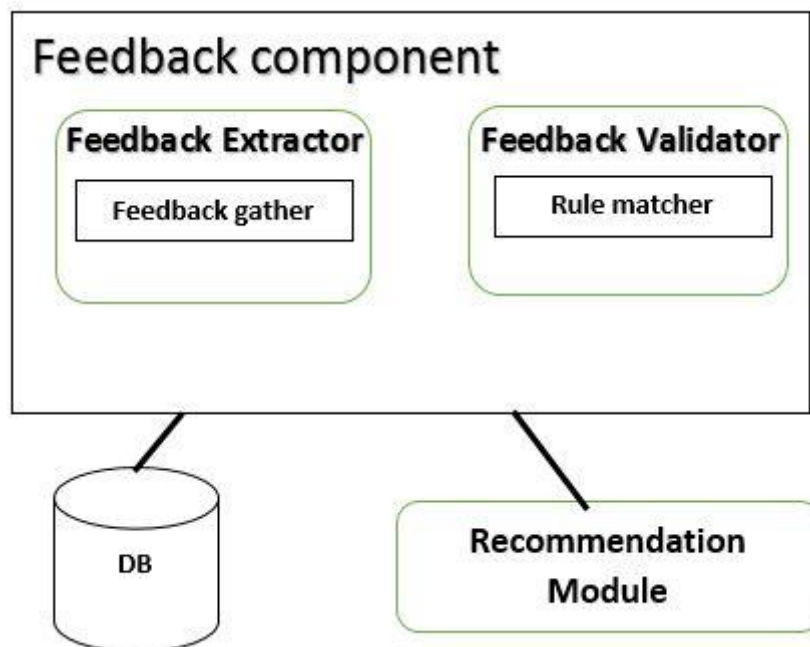 Feedback component
Feedback Extractor
Feedback gather
Feedback Validator
Rule matcher
DB
Recommendation
Module